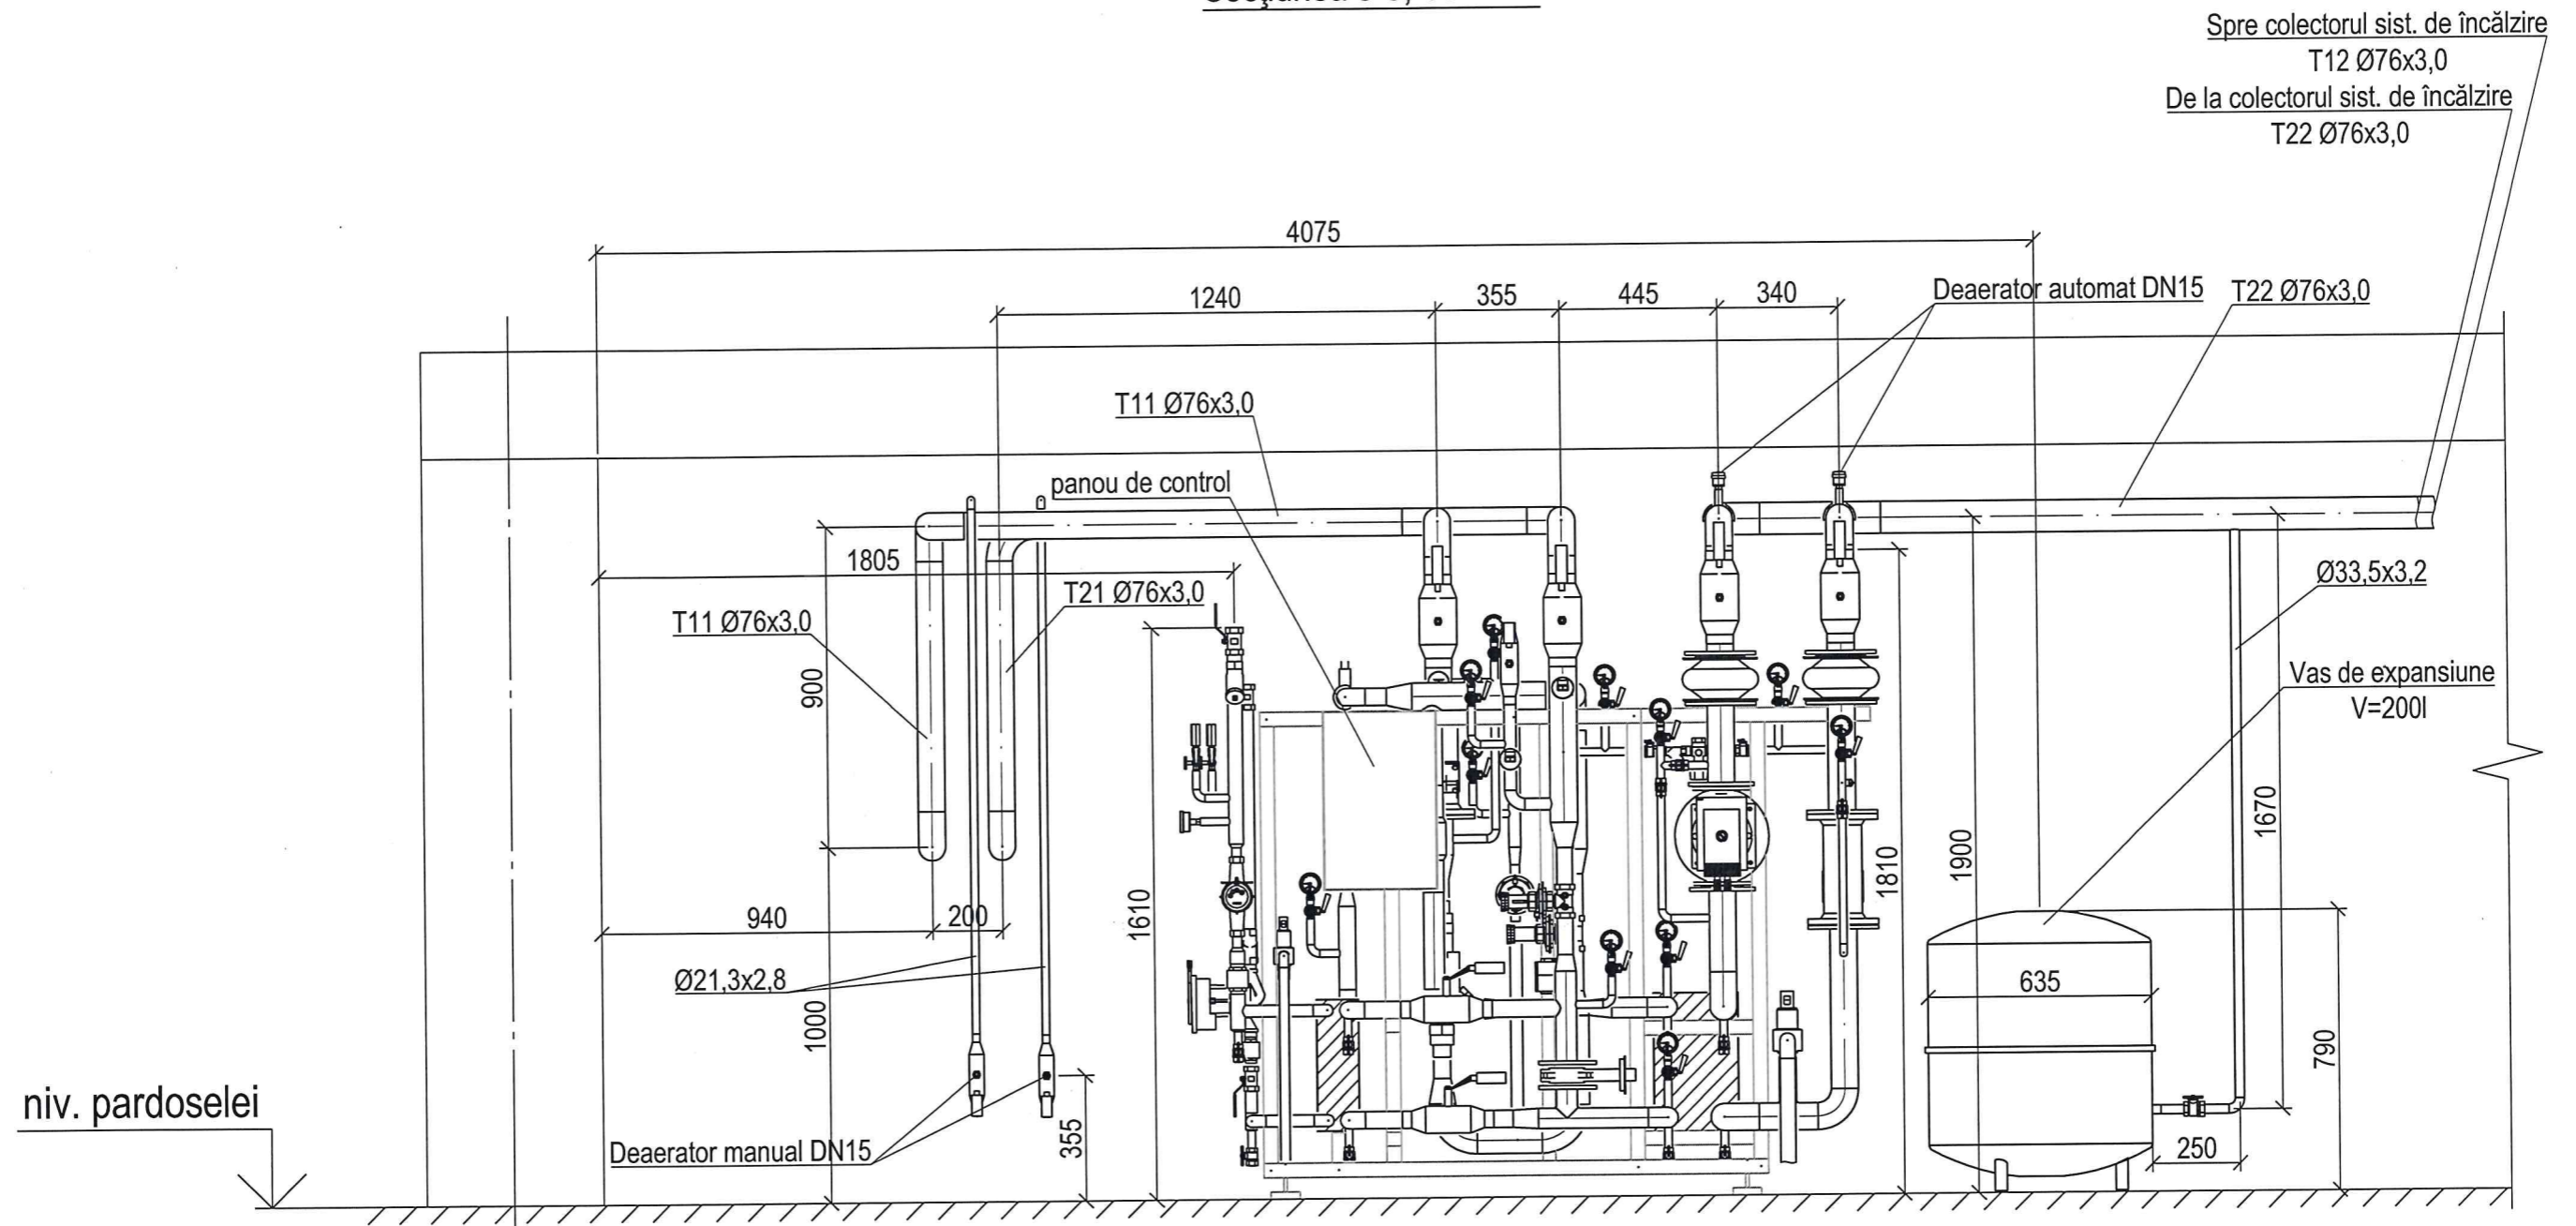 Spre colectorul sist. de încălzire
T12 Ø76x3,0
De la colectorul sist. de încălzire
T22 Ø76x3,0
4075
1240
355
445
340
Deaerator automat DN15
T22 Ø76x3,0
T11 Ø76x3,0
panou de control
1805
T21 Ø76x3,0
T11 Ø76x3,0
900
Ø33,5x3,2
Vas de expansiune
V=200l
1670
1900
1810
1610
940
200
Ø21,3x2,8
1000
635
790
niv. pardoselei
355
Deaerator manual DN15
250